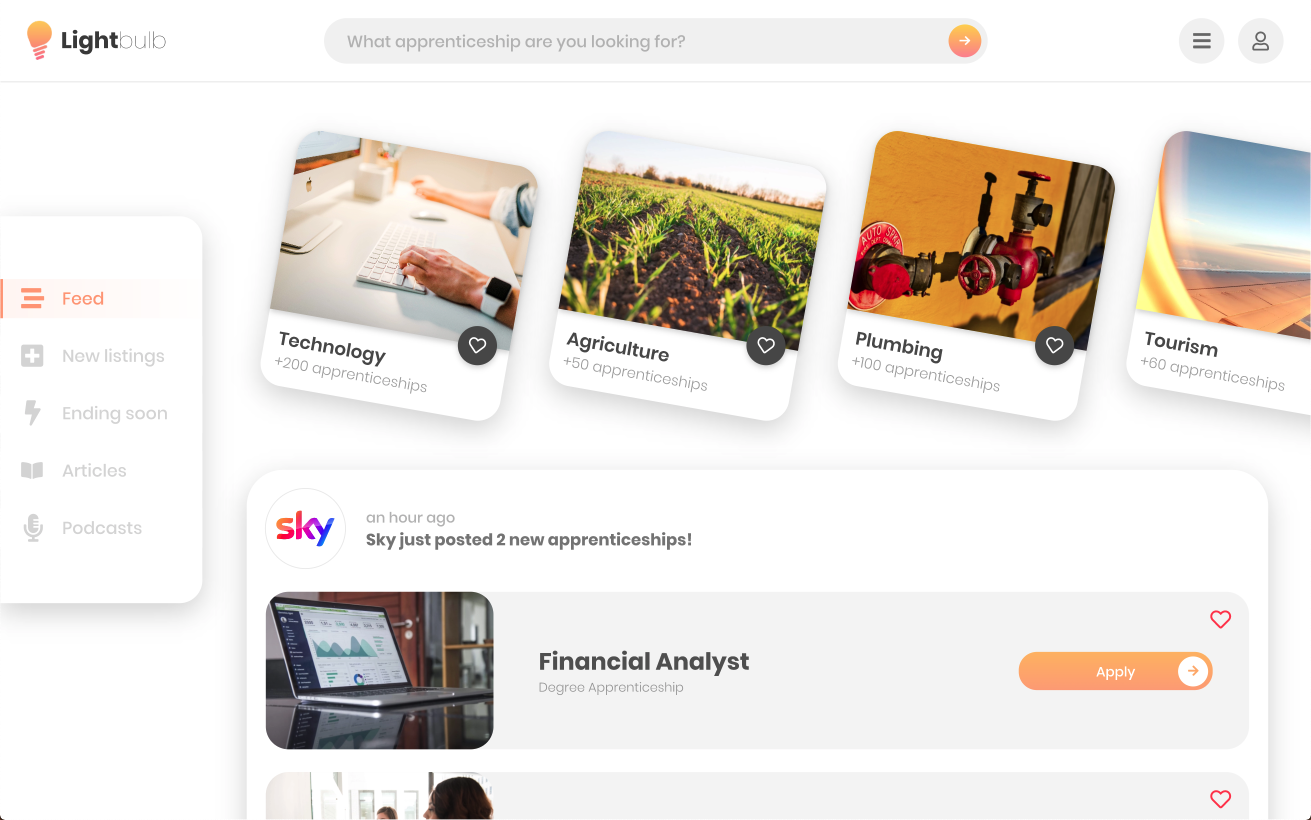 Lightbulb
What apprenticeship are you looking for?
Feed
New listings
Ending soon
Articles
Podcasts
Technology
+200 apprenticeships
Agriculture
+50 apprenticeships
AUTO SPR
Plumbing
+100 apprenticeships
Tourism
+60 apprenticeships
sky
an hour ago
Sky just posted 2 new apprenticeships!
Financial Analyst
Degree Apprenticeship
Apply